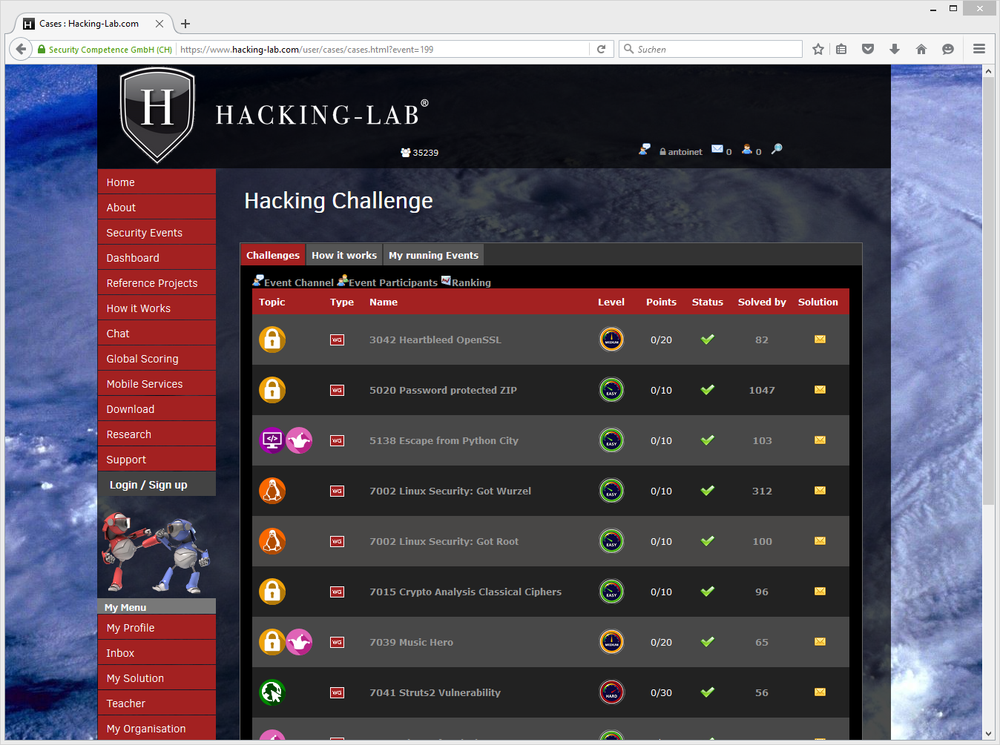 Cases : Hacking-Lab.com
Security Competence GmbH (CH)
https://www.hacking-lab.com/user/cases/cases.html?event=199
Suchen
H
HACKING-LAB®
35239
antoinet
0
0
Home
About
Security Events
Dashboard
Reference Projects
How it Works
Chat
Global Scoring
Mobile Services
Download
Research
Support
Login / Sign up
My Menu
My Profile
Inbox
My Solution
Teacher
My Organisation
Hacking Challenge
Challenges How it works My running Events
Event Channel Event Participants Ranking
Topic Type Name Level Points Status Solved by Solution
WG 3042 Heartbleed OpenSSL MEDIUM 0/20 82
WG 5020 Password protected ZIP EASY 0/10 1047
WG 5138 Escape from Python City EASY 0/10 103
WG 7002 Linux Security: Got Wurzel EASY 0/10 312
WG 7002 Linux Security: Got Root EASY 0/10 100
WG 7015 Crypto Analysis Classical Ciphers EASY 0/10 96
WG 7039 Music Hero MEDIUM 0/20 65
WG 7041 Struts2 Vulnerability HARD 0/30 56